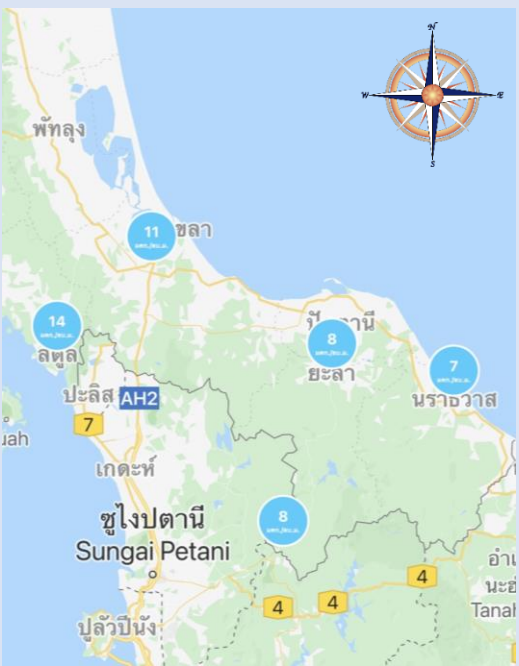 N
W
E
S
พัทลุง
11
ขลา
14
สตูล
8
ยะลา
7
นราธิวาส
ปะลิส
AH2
7
uah
เกดะห์
ซูไงปตานี
Sungai Petani
8
4
4
4
อำเ
Tanah
ปูลัวปีนัง